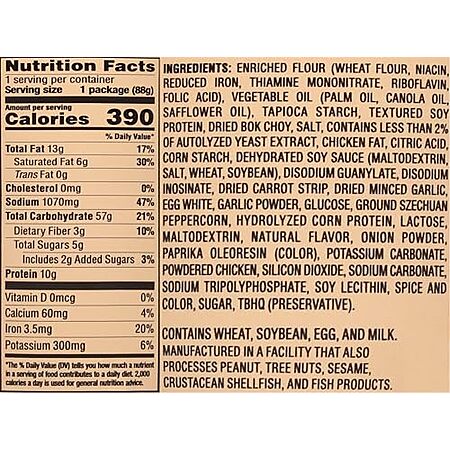 Nutrition Facts
1 serving per container
Serving size 1 package (88g)
Amount per serving
Calories 390
% Daily Value*
Total Fat 13g 17%
Saturated Fat 6g 30%
Trans Fat 0g
Cholesterol 0mg 0%
Sodium 1070mg 47%
Total Carbohydrate 57g 21%
Dietary Fiber 3g 10%
Total Sugars 5g
Includes 2g Added Sugars 3%
Protein 10g
Vitamin D 0mcg 0%
Calcium 60mg 4%
Iron 3.5mg 20%
Potassium 300mg 6%
*The % Daily Value (DV) tells you how much a nutrient
in a serving of food contributes to a daily diet. 2,000
calories a day is used for general nutrition advice.
INGREDIENTS: ENRICHED FLOUR (WHEAT FLOUR, NIACIN,
REDUCED IRON, THIAMINE MONONITRATE, RIBOFLAVIN,
FOLIC ACID), VEGETABLE OIL (PALM OIL, CANOLA OIL,
SAFFLOWER OIL), TAPIOCA STARCH, TEXTURED SOY
PROTEIN, DRIED BOK CHOY, SALT, CONTAINS LESS THAN 2%
OF AUTOLYZED YEAST EXTRACT, CHICKEN FAT, CITRIC ACID,
CORN STARCH, DEHYDRATED SOY SAUCE (MALTODEXTRIN,
SALT, WHEAT, SOYBEAN), DISODIUM GUANYLATE, DISODIUM
INOSINATE, DRIED CARROT STRIP, DRIED MINCED GARLIC,
EGG WHITE, GARLIC POWDER, GLUCOSE, GROUND SZECHUAN
PEPPERCORN, HYDROLYZED CORN PROTEIN, LACTOSE,
MALTODEXTRIN, NATURAL FLAVOR, ONION POWDER,
PAPRIKA OLEORESIN (COLOR), POTASSIUM CARBONATE,
POWDERED CHICKEN, SILICON DIOXIDE, SODIUM CARBONATE,
SODIUM TRIPOLYPHOSPHATE, SOY LECITHIN, SPICE AND
COLOR, SUGAR, TBHQ (PRESERVATIVE).
CONTAINS WHEAT, SOYBEAN, EGG, AND MILK.
MANUFACTURED IN A FACILITY THAT ALSO
PROCESSES PEANUT, TREE NUTS, SESAME,
CRUSTACEAN SHELLFISH, AND FISH PRODUCTS.